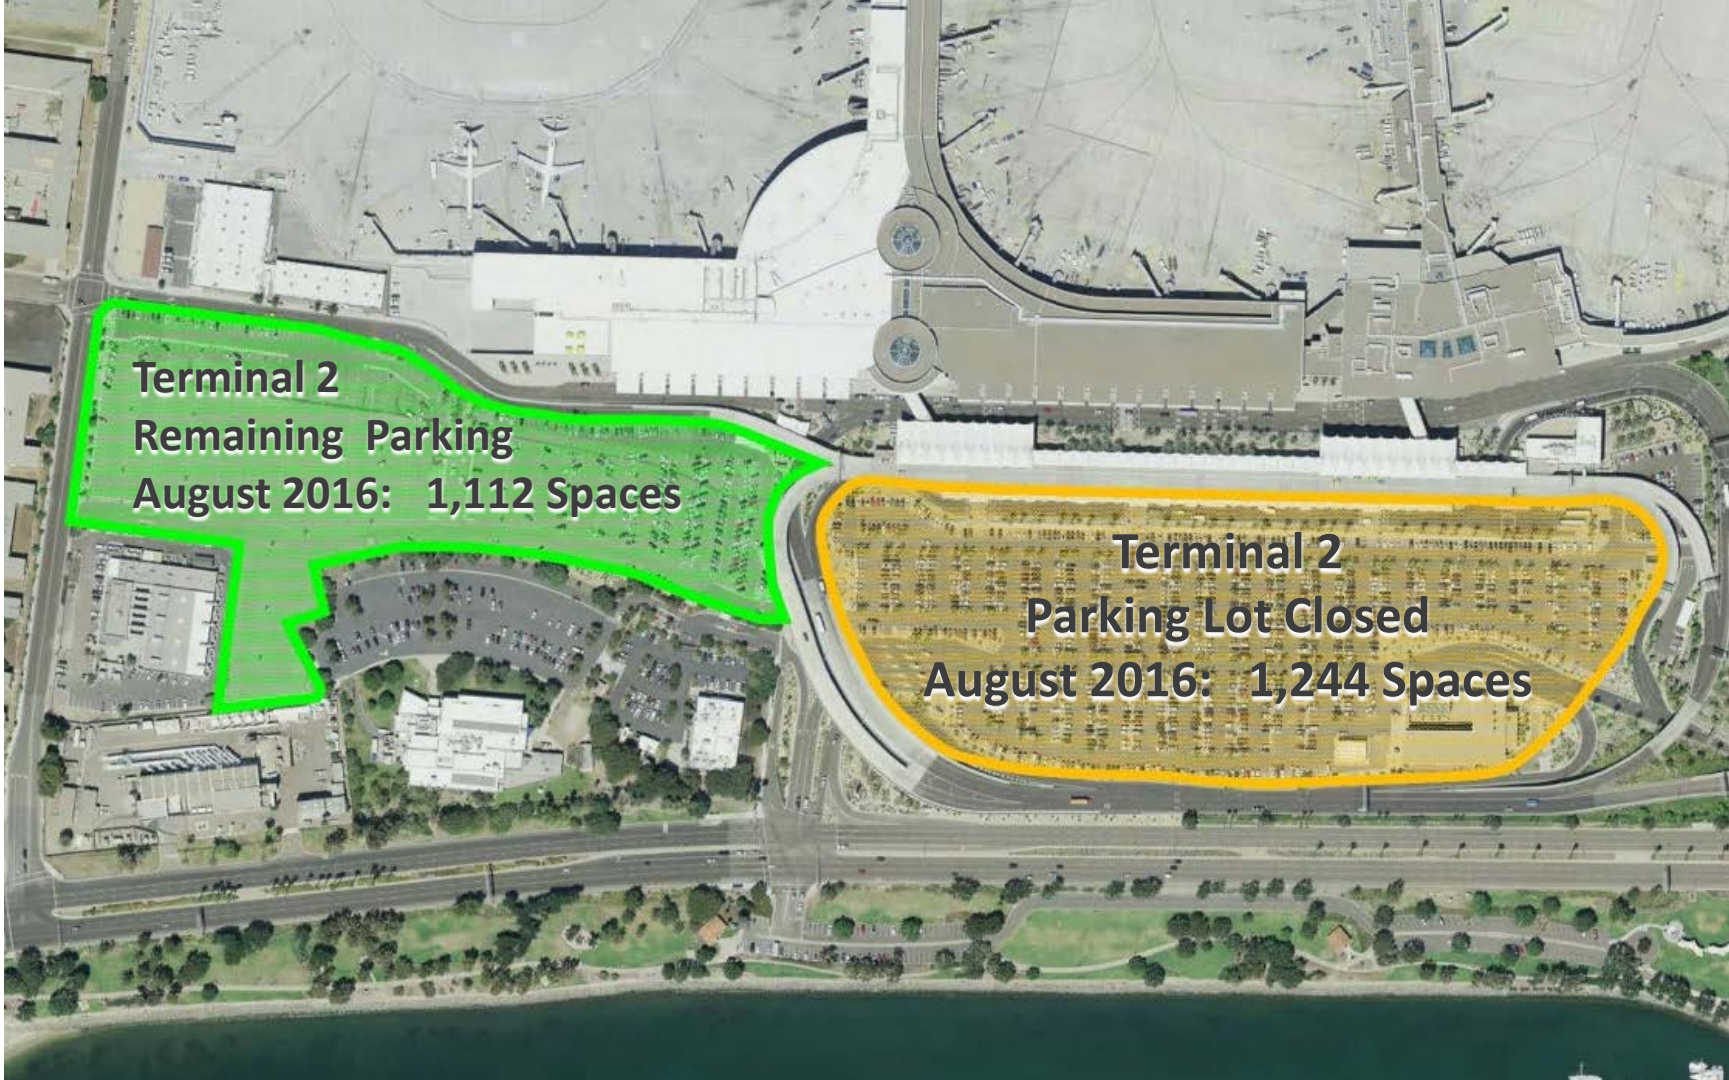 Terminal 2
Remaining Parking
August 2016: 1,112 Spaces
Terminal 2
Parking Lot Closed
August 2016: 1,244 Spaces